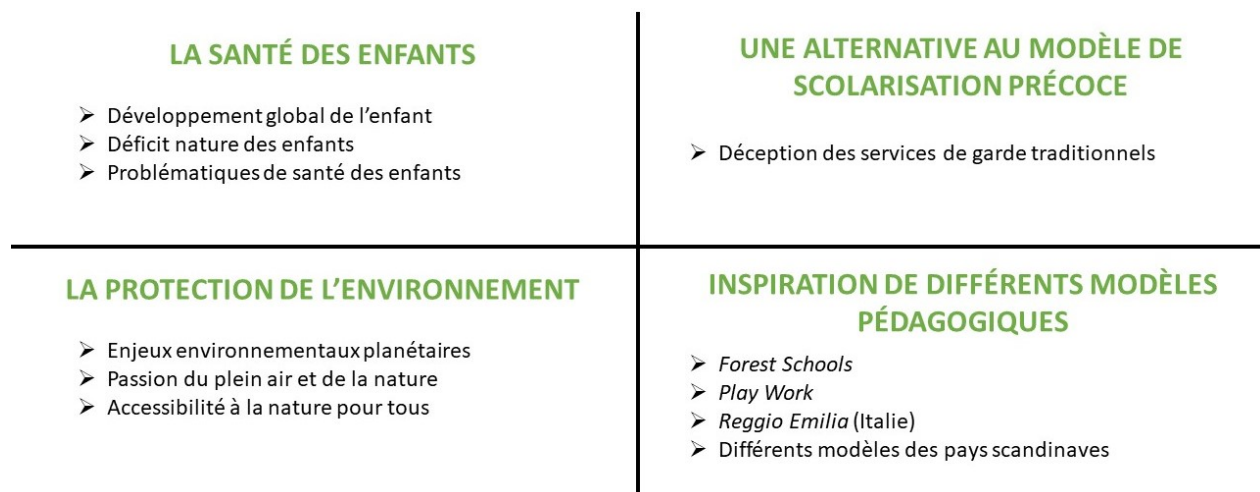 LA SANTÉ DES ENFANTS
➢ Développement global de l’enfant
➢ Déficit nature des enfants
➢ Problématiques de santé des enfants
UNE ALTERNATIVE AU MODÈLE DE
SCOLARISATION PRÉCOCE
➢ Déception des services de garde traditionnels
LA PROTECTION DE L’ENVIRONNEMENT
➢ Enjeux environnementaux planétaires
➢ Passion du plein air et de la nature
➢ Accessibilité à la nature pour tous
INSPIRATION DE DIFFÉRENTS MODÈLES
PÉDAGOGIQUES
➢ Forest Schools
➢ Play Work
➢ Reggio Emilia (Italie)
➢ Différents modèles des pays scandinaves